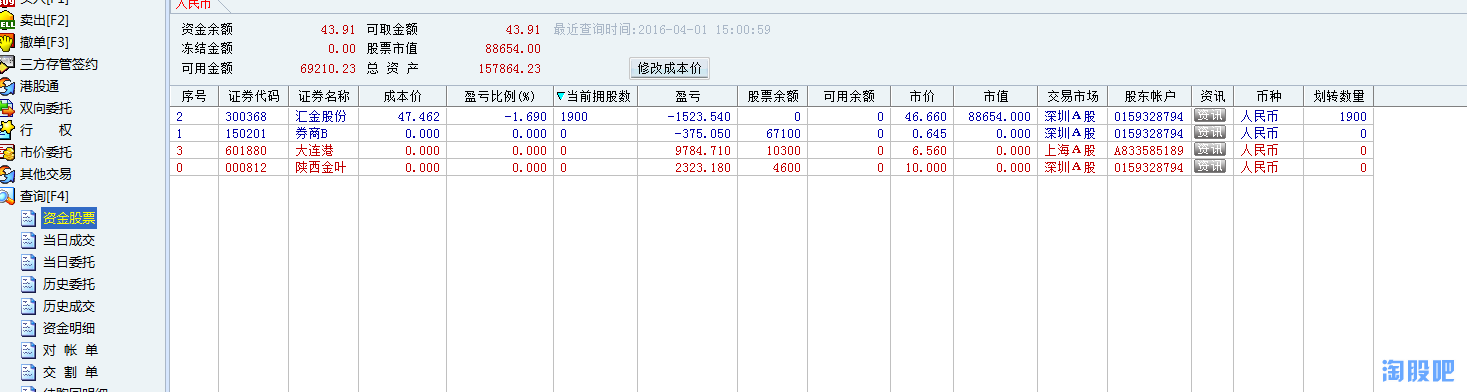 卖出[F2]
撤单[F3]
三方存管签约
港股通
双向委托
行 权
市价委托
其他交易
查询[F4]
资金股票
当日成交
当日委托
历史委托
历史成交
资金明细
对 帐 单
交 割 单
人民币
资金余额 43.91 可取金额 43.91 最近查询时间:2016-04-01 15:00:59
冻结金额 0.00 股票市值 88654.00
可用金额 69210.23 总 资 产 157864.23 修改成本价
序号 证券代码 证券名称 成本价 盈亏比例(%) 当前拥股数 盈亏 股票余额 可用余额 市价 市值 交易市场 股东帐户 资讯 币种 划转数量
2 300368 汇金股份 47.462 -1.690 1900 -1523.540 0 0 46.660 88654.000 深圳A股 0159328794 资讯 人民币 1900
1 150201 券商B 0.000 0.000 0 -375.050 67100 0 0.645 0.000 深圳A股 0159328794 资讯 人民币 0
3 601880 大连港 0.000 0.000 0 9784.710 10300 0 6.560 0.000 上海A股 A833585189 资讯 人民币 0
0 000812 陕西金叶 0.000 0.000 0 2323.180 4600 0 10.000 0.000 深圳A股 0159328794 资讯 人民币 0
淘股吧